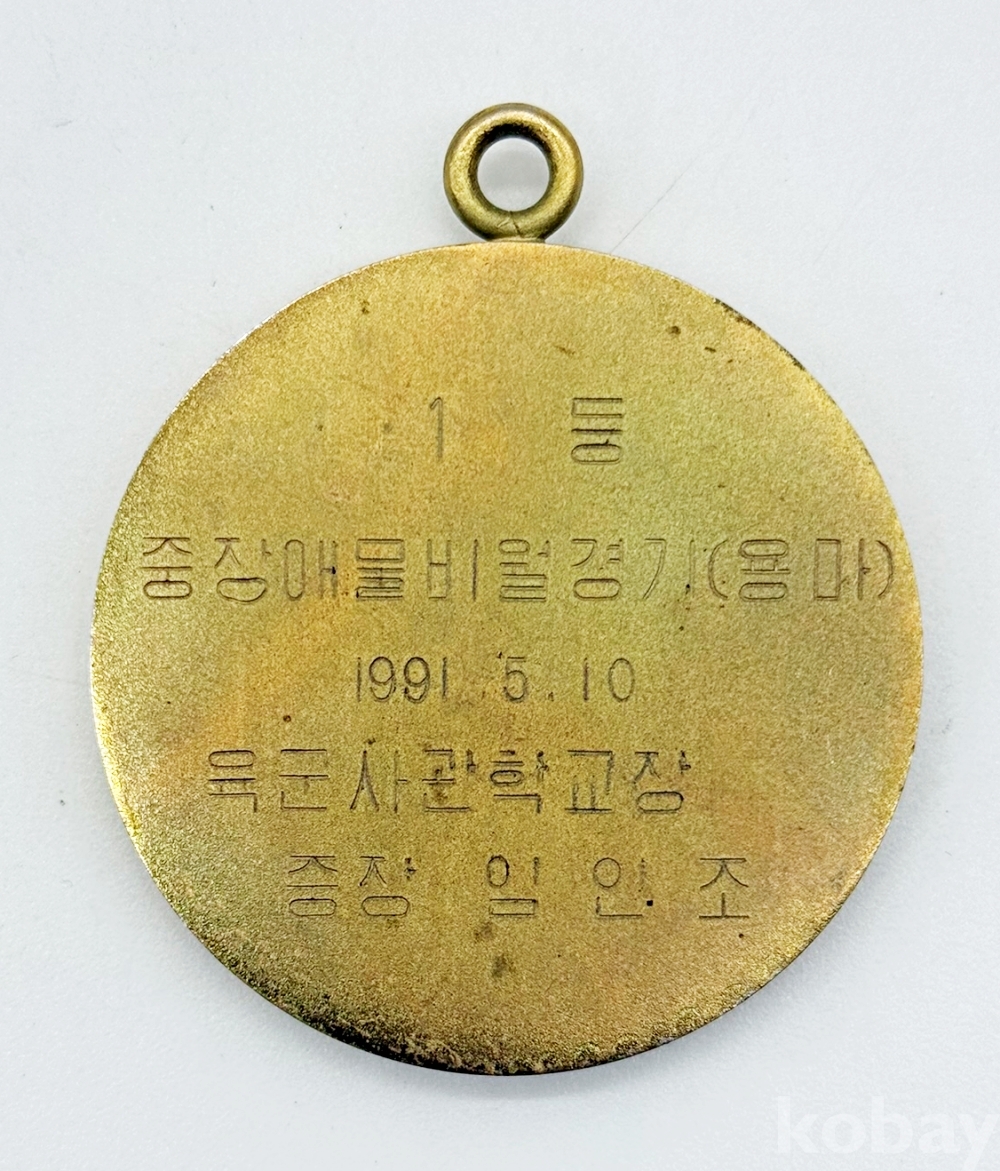 1 등
중장애물비월경기(용마)
1991. 5. 10
육군사관학교장
중장 임 인 조
kobay